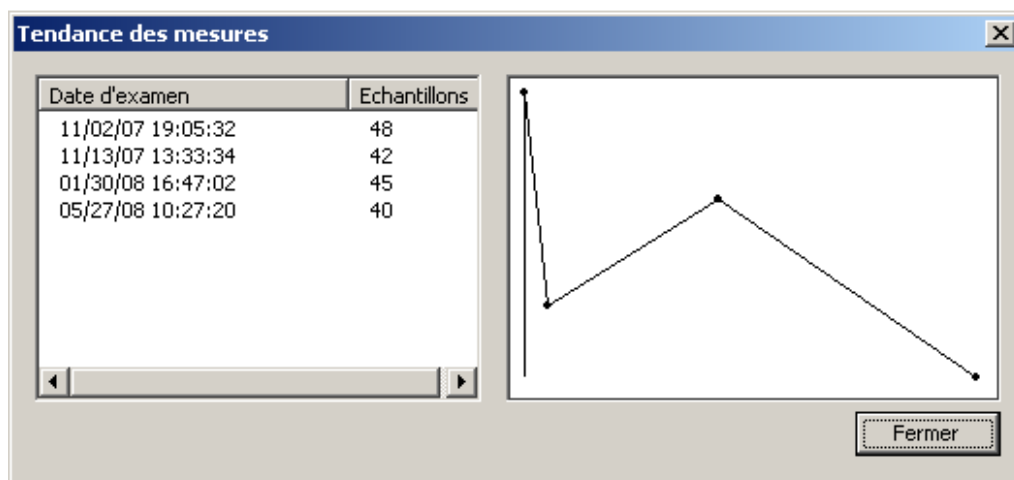 Tendance des mesures
Date d'examen Echantillons
11/02/07 19:05:32 48
11/13/07 13:33:34 42
01/30/08 16:47:02 45
05/27/08 10:27:20 40
Fermer